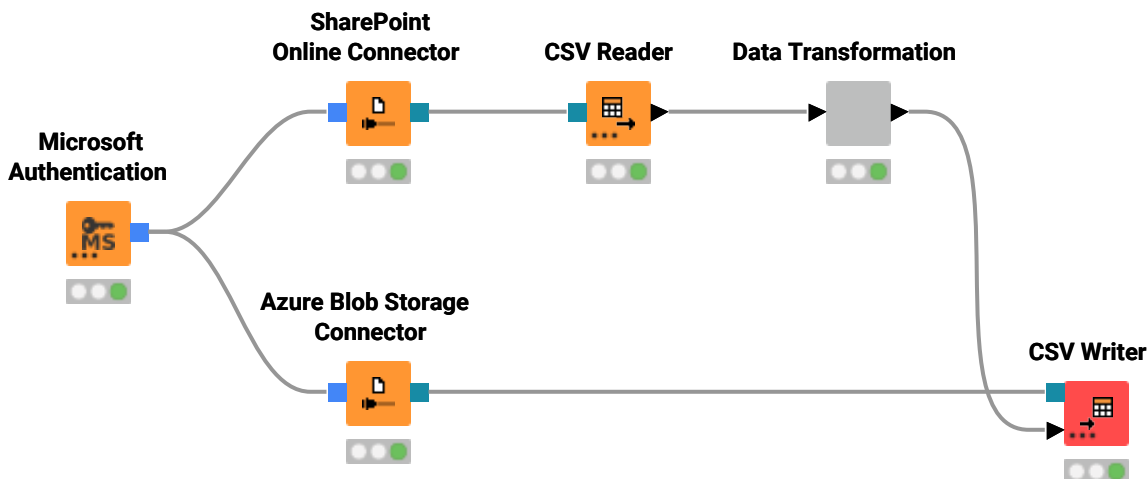 SharePoint
Online Connector
CSV Reader
Data Transformation
Microsoft
Authentication
MS
Azure Blob Storage
Connector
CSV Writer